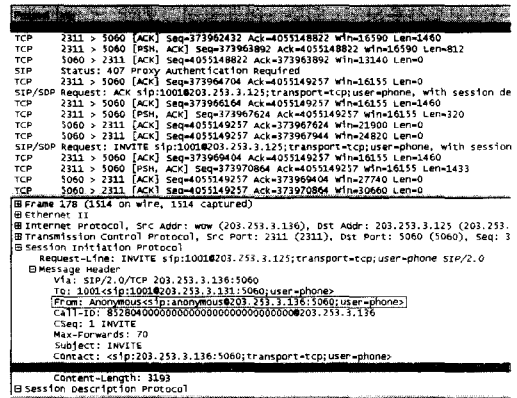 TCP 2311 > 5060 [ACK] Seq=373962432 Ack=4055148822 Win=16590 Len=1460
TCP 2311 > 5060 [PSH, ACK] Seq=373963892 Ack=4055148822 Win=16590 Len=812
TCP 5060 > 2311 [ACK] Seq=4055148822 Ack=373963892 Win=13140 Len=0
SIP Status: 407 Proxy Authentication Required
TCP 2311 > 5060 [ACK] Seq=373964704 Ack=4055149257 Win=16155 Len=0
SIP/SDP Request: ACK sip:1001@203.253.3.125;transport=tcp;user=phone, with session de
TCP 2311 > 5060 [ACK] Seq=373966164 Ack=4055149257 Win=16155 Len=1460
TCP 2311 > 5060 [PSH, ACK] Seq=373967624 Ack=4055149257 Win=16155 Len=320
TCP 5060 > 2311 [ACK] Seq=4055149257 Ack=373967624 Win=21900 Len=0
TCP 5060 > 2311 [ACK] Seq=4055149257 Ack=373967944 Win=24820 Len=0
SIP/SDP Request: INVITE sip:1001@203.253.3.125;transport=tcp;user=phone, with session
TCP 2311 > 5060 [ACK] Seq=373969404 Ack=4055149257 Win=16155 Len=1460
TCP 2311 > 5060 [PSH, ACK] Seq=373970864 Ack=4055149257 Win=16155 Len=1433
TCP 5060 > 2311 [ACK] Seq=4055149257 Ack=373969404 Win=27740 Len=0
TCP 5060 > 2311 [ACK] Seq=4055149257 Ack=373970864 Win=30660 Len=0
Frame 178 (1514 on wire, 1514 captured)
Ethernet II
Internet Protocol, Src Addr: wow (203.253.3.136), Dst Addr: 203.253.3.125 (203.253.
Transmission Control Protocol, Src Port: 2311 (2311), Dst Port: 5060 (5060), Seq: 3
Session Initiation Protocol
Request-Line: INVITE sip:1001@203.253.3.125;transport=tcp;user=phone SIP/2.0
Message Header
Via: SIP/2.0/TCP 203.253.3.136:5060
To: 1001<sip:1001@203.253.3.131:5060;user=phone>
From: Anonymous<sip:anonymous@203.253.3.136:5060;user=phone>
CSeq: 1 INVITE
Max-Forwards: 70
Subject: INVITE
Contact: <sip:203.253.3.136:5060;transport=tcp;user=phone>
Content-Length: 3193
Session Description Protocol